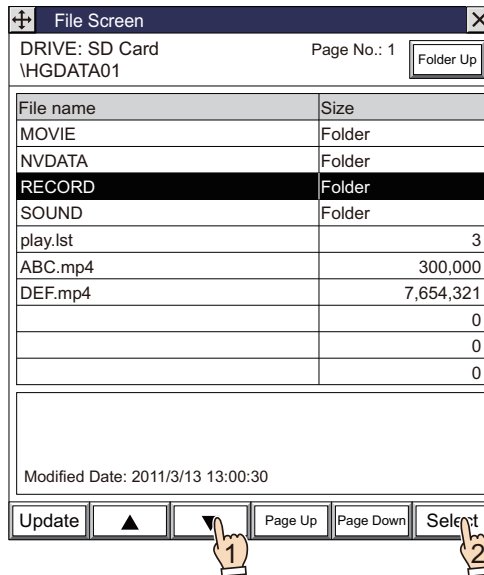 File Screen
DRIVE: SD Card Page No.: 1 Folder Up
\HGDATA01
File name Size
MOVIE Folder
NVDATA Folder
RECORD Folder
SOUND Folder
play.lst 3
ABC.mp4 300,000
DEF.mp4 7,654,321
0
0
0
Modified Date: 2011/3/13 13:00:30
Update ▲ ▼ Page Up Page Down Select
1 2